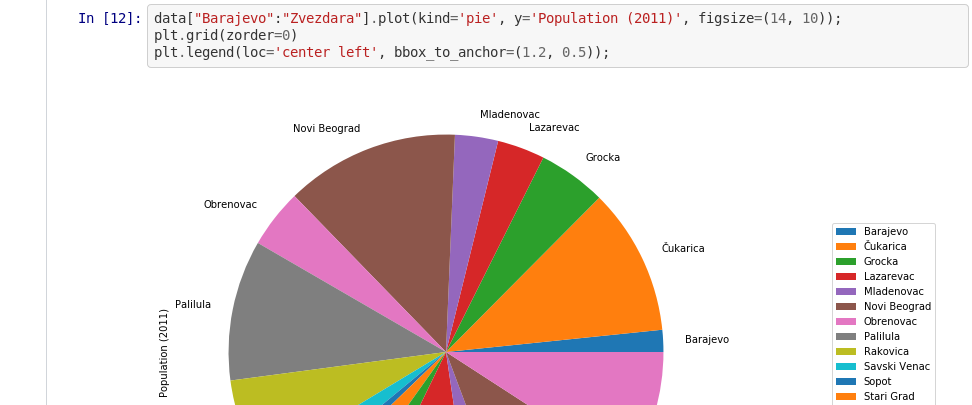 In [12]: data["Barajevo":"Zvezdara"].plot(kind='pie', y='Population (2011)', figsize=(14, 10));
plt.grid(zorder=0)
plt.legend(loc='center left', bbox_to_anchor=(1.2, 0.5));
Mladenovac
Lazarevac
Novi Beograd
Grocka
Obrenovac
Čukarica
Palilula
Barajevo
Population (2011)
Barajevo
Čukarica
Grocka
Lazarevac
Mladenovac
Novi Beograd
Obrenovac
Palilula
Rakovica
Savski Venac
Sopot
Stari Grad